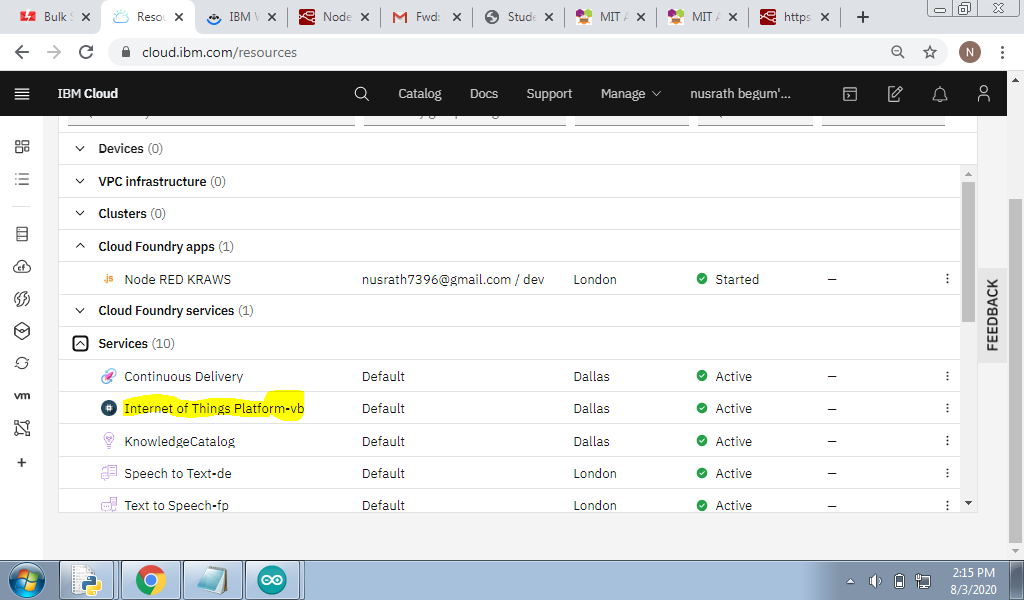 Bulk S
Resou
IBM W
Node
Fwd:
Stude
MIT A
MIT A
https
cloud.ibm.com/resources
N
IBM Cloud
Catalog
Docs
Support
Manage
nusrath begum'...
Devices (0)
VPC infrastructure (0)
Clusters (0)
Cloud Foundry apps (1)
JS Node RED KRAWS nusrath7396@gmail.com / dev London Started –
Cloud Foundry services (1)
Services (10)
Continuous Delivery Default Dallas Active –
Internet of Things Platform-vb Default Dallas Active –
KnowledgeCatalog Default Dallas Active –
Speech to Text-de Default London Active –
Text to Speech-fp Default London Active –
cf
vm
FEEDBACK
2:15 PM
8/3/2020